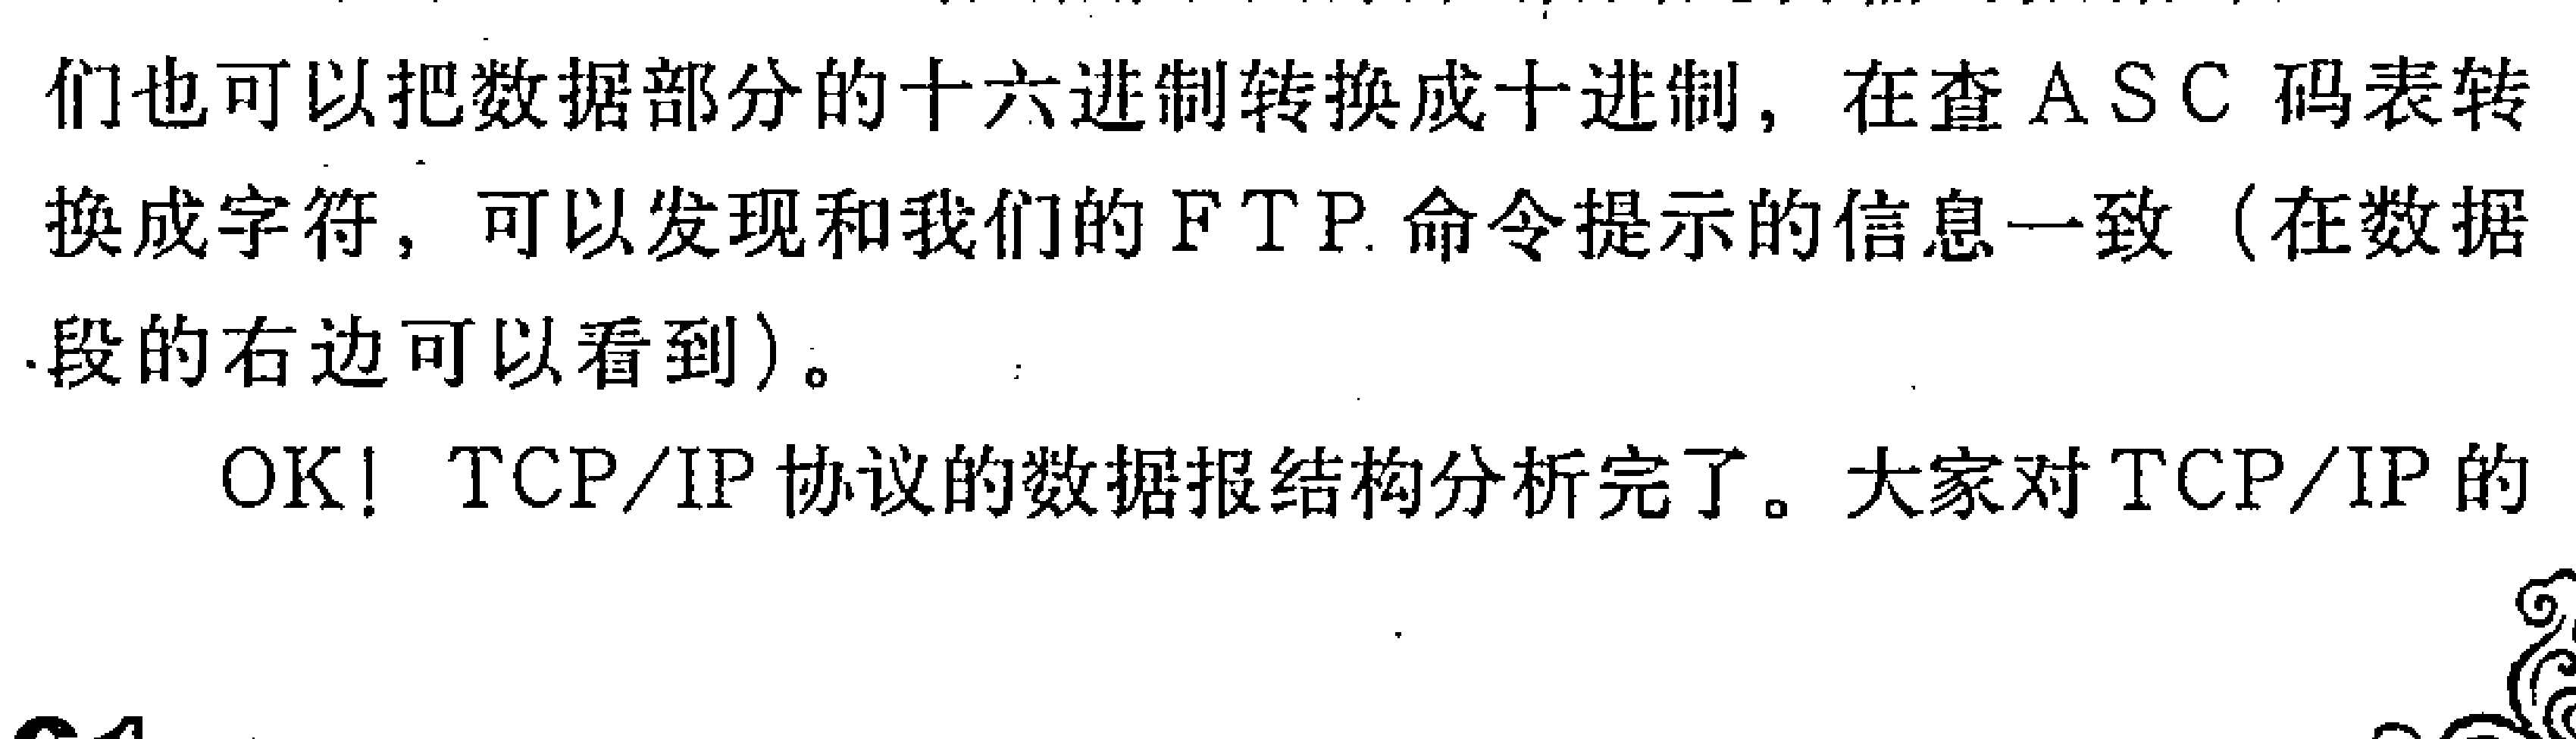 们也可以把数据部分的十六进制转换成十进制，在查ASC码表转
换成字符，可以发现和我们的FTP命令提示的信息一致（在数据
段的右边可以看到）。
OK！TCP/IP协议的数据报结构分析完了。大家对TCP/IP的